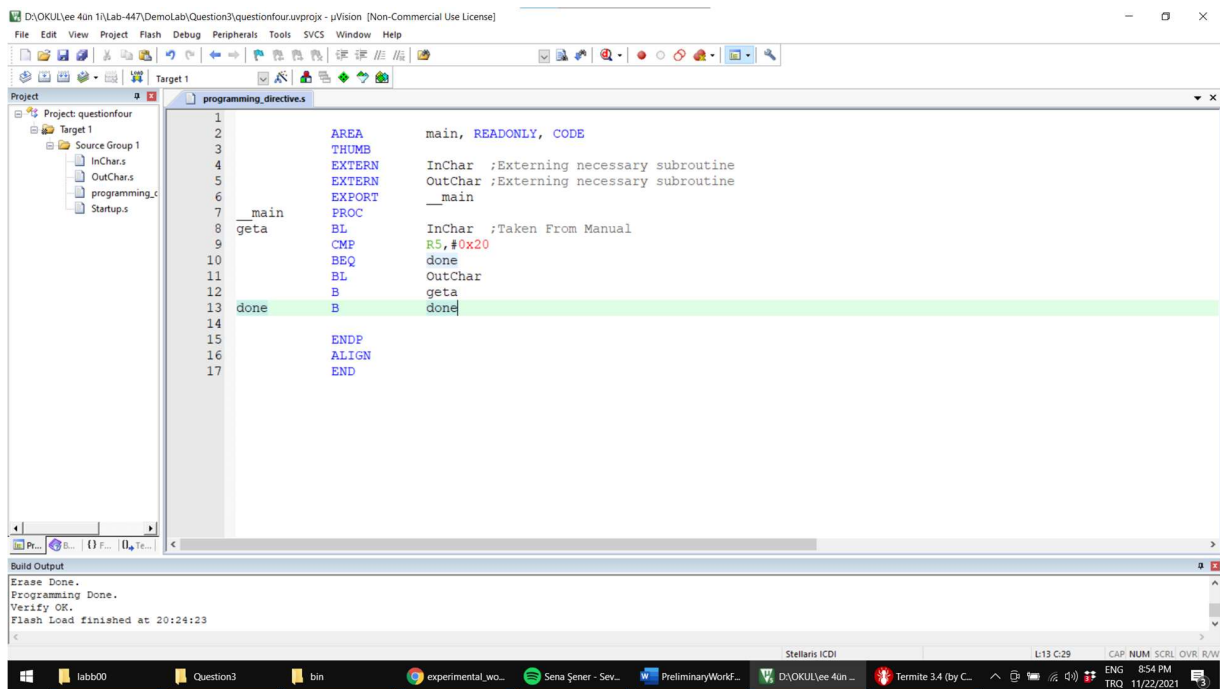 D:\OKUL\ee 4ün 1i\Lab-447\DemoLab\Question3\questionfour.uvprojx - µVision [Non-Commercial Use License]
File Edit View Project Flash Debug Peripherals Tools SVCS Window Help
LOAD Target 1
Project
programming_directive.s
Project: questionfour
Target 1
Source Group 1
InChar.s
OutChar.s
programming_c
Startup.s
1
2 AREA main, READONLY, CODE
3 THUMB
4 EXTERN InChar ;Externing necessary subroutine
5 EXTERN OutChar ;Externing necessary subroutine
6 EXPORT __main
7 __main PROC
8 geta BL InChar ;Taken From Manual
9 CMP R5,#0x20
10 BEQ done
11 BL OutChar
12 B geta
13 done B done
14
15 ENDP
16 ALIGN
17 END
Pr... B... {} F... 0 Te...
Build Output
Erase Done.
Programming Done.
Verify OK.
Flash Load finished at 20:24:23
Stellaris ICDI L:13 C:29 CAP NUM SCRL OVR R/W
labb00 Question3 bin experimental_wo... Sena Şener - Sev... PreliminaryWorkF... D:\OKUL\ee 4ün ... Termite 3.4 (by C... ENG 8:54 PM
TRQ 11/22/2021 3